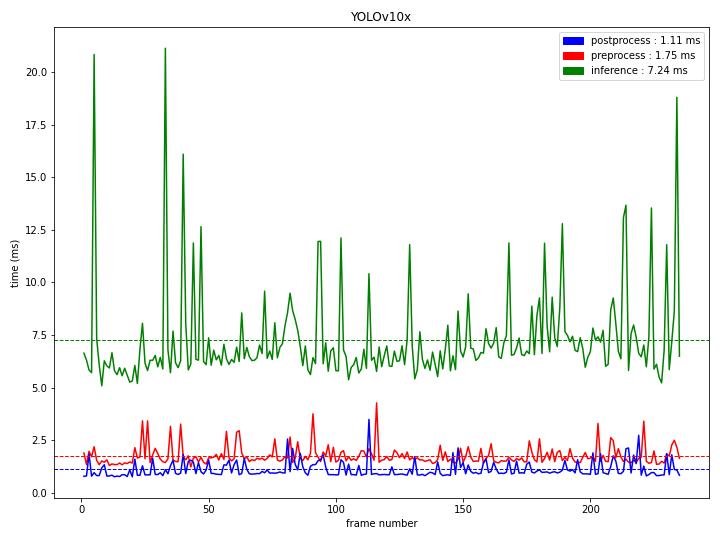 YOLOv10x
postprocess : 1.11 ms
preprocess : 1.75 ms
inference : 7.24 ms
time (ms)
20.0
17.5
15.0
12.5
10.0
7.5
5.0
2.5
0.0
0 50 100 150 200
frame number